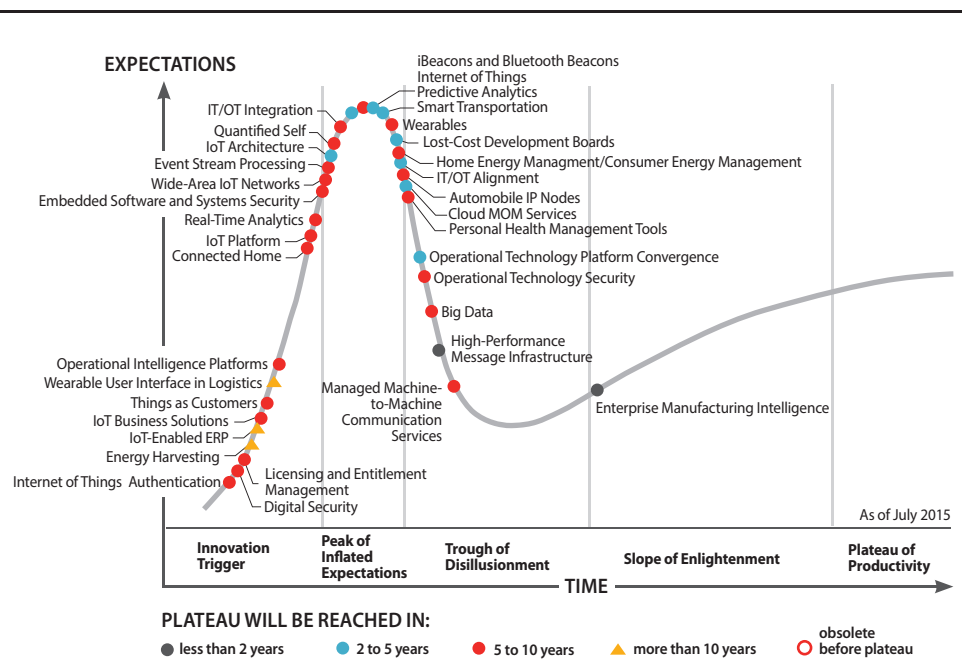 EXPECTATIONS
iBeacons and Bluetooth Beacons
Internet of Things
Predictive Analytics
Smart Transportation
Wearables
Lost-Cost Development Boards
Home Energy Managment/Consumer Energy Management
IT/OT Alignment
Automobile IP Nodes
Cloud MOM Services
Personal Health Management Tools
IT/OT Integration
Quantified Self
IoT Architecture
Event Stream Processing
Wide-Area IoT Networks
Embedded Software and Systems Security
Real-Time Analytics
IoT Platform
Connected Home
Operational Technology Platform Convergence
Operational Technology Security
Big Data
High-Performance
Message Infrastructure
Managed Machine-
to-Machine
Communication
Services
Enterprise Manufacturing Intelligence
Operational Intelligence Platforms
Wearable User Interface in Logistics
Things as Customers
IoT Business Solutions
IoT-Enabled ERP
Energy Harvesting
Internet of Things Authentication
Licensing and Entitlement
Management
Digital Security
As of July 2015
Innovation
Trigger
Peak of
Inflated
Expectations
Trough of
Disillusionment
Slope of Enlightenment
Plateau of
Productivity
TIME
PLATEAU WILL BE REACHED IN:
less than 2 years
2 to 5 years
5 to 10 years
more than 10 years
obsolete
before plateau